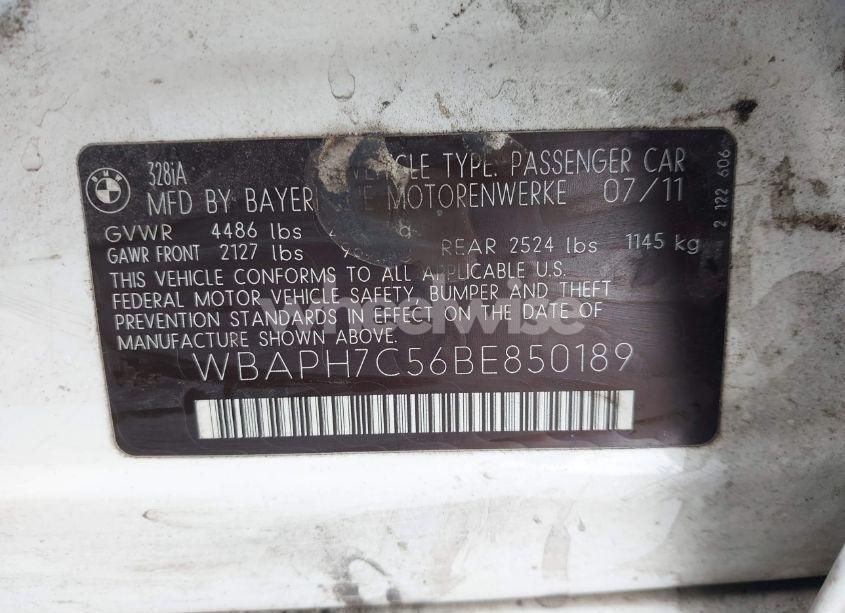 BMW
328iA
VEHICLE TYPE: PASSENGER CAR
MFD BY BAYER E MOTORENWERKE 07/11
GVWR 4486 lbs
GAWR FRONT 2127 lbs REAR 2524 lbs 1145 kg
THIS VEHICLE CONFORMS TO ALL APPLICABLE U.S.
FEDERAL MOTOR VEHICLE SAFETY, BUMPER AND THEFT
PREVENTION STANDARDS IN EFFECT ON THE DATE OF
MANUFACTURE SHOWN ABOVE.
WBAPH7C56BE850189
2 122 606
wheelwise